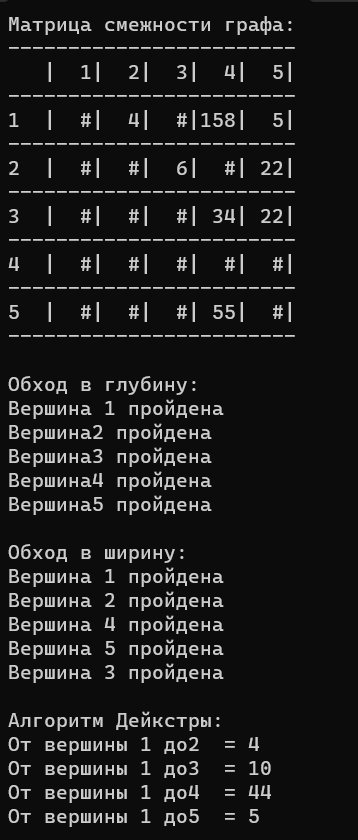 Матрица смежности графа:
------------------------
   |  1|  2|  3|  4|  5|
------------------------
1  |  #|  4|  #|158|  5|
------------------------
2  |  #|  #|  6|  #| 22|
------------------------
3  |  #|  #|  #| 34| 22|
------------------------
4  |  #|  #|  #|  #|  #|
------------------------
5  |  #|  #|  #| 55|  #|
------------------------
Обход в глубину:
Вершина 1 пройдена
Вершина2 пройдена
Вершина3 пройдена
Вершина4 пройдена
Вершина5 пройдена
Обход в ширину:
Вершина 1 пройдена
Вершина 2 пройдена
Вершина 4 пройдена
Вершина 5 пройдена
Вершина 3 пройдена
Алгоритм Дейкстры:
От вершины 1 до2  = 4
От вершины 1 до3  = 10
От вершины 1 до4  = 44
От вершины 1 до5  = 5